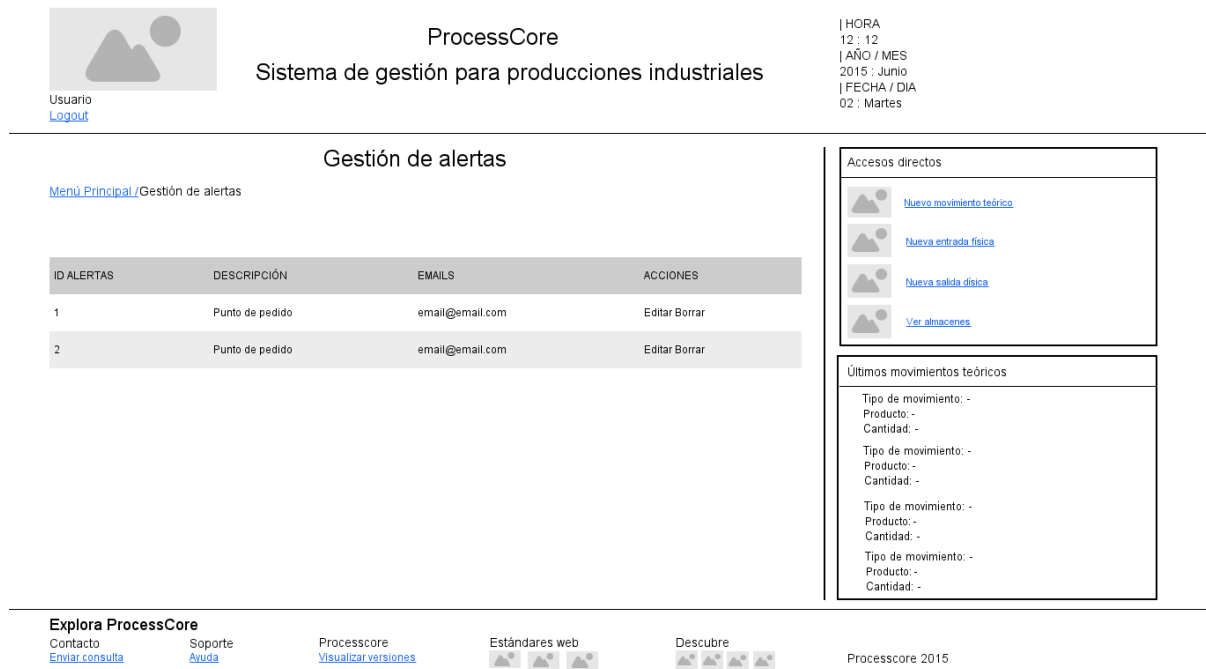 ProcessCore
Sistema de gestión para producciones industriales
| HORA
12 : 12
| AÑO / MES
2015 : Junio
| FECHA / DIA
02 : Martes
Usuario
Logout
Gestión de alertas
Menú Principal /Gestión de alertas
ID ALERTAS DESCRIPCIÓN EMAILS ACCIONES
1 Punto de pedido email@email.com Editar Borrar
2 Punto de pedido email@email.com Editar Borrar
Accesos directos
Nuevo movimiento teórico
Nueva entrada física
Nueva salida dísica
Ver almacenes
Últimos movimientos teóricos
Tipo de movimiento: -
Producto: -
Cantidad: -
Tipo de movimiento: -
Producto: -
Cantidad: -
Tipo de movimiento: -
Producto: -
Cantidad: -
Tipo de movimiento: -
Producto: -
Cantidad: -
Explora ProcessCore
Contacto Soporte Processcore Estándares web Descubre
Enviar consulta Ayuda Visualizar versiones
Processcore 2015